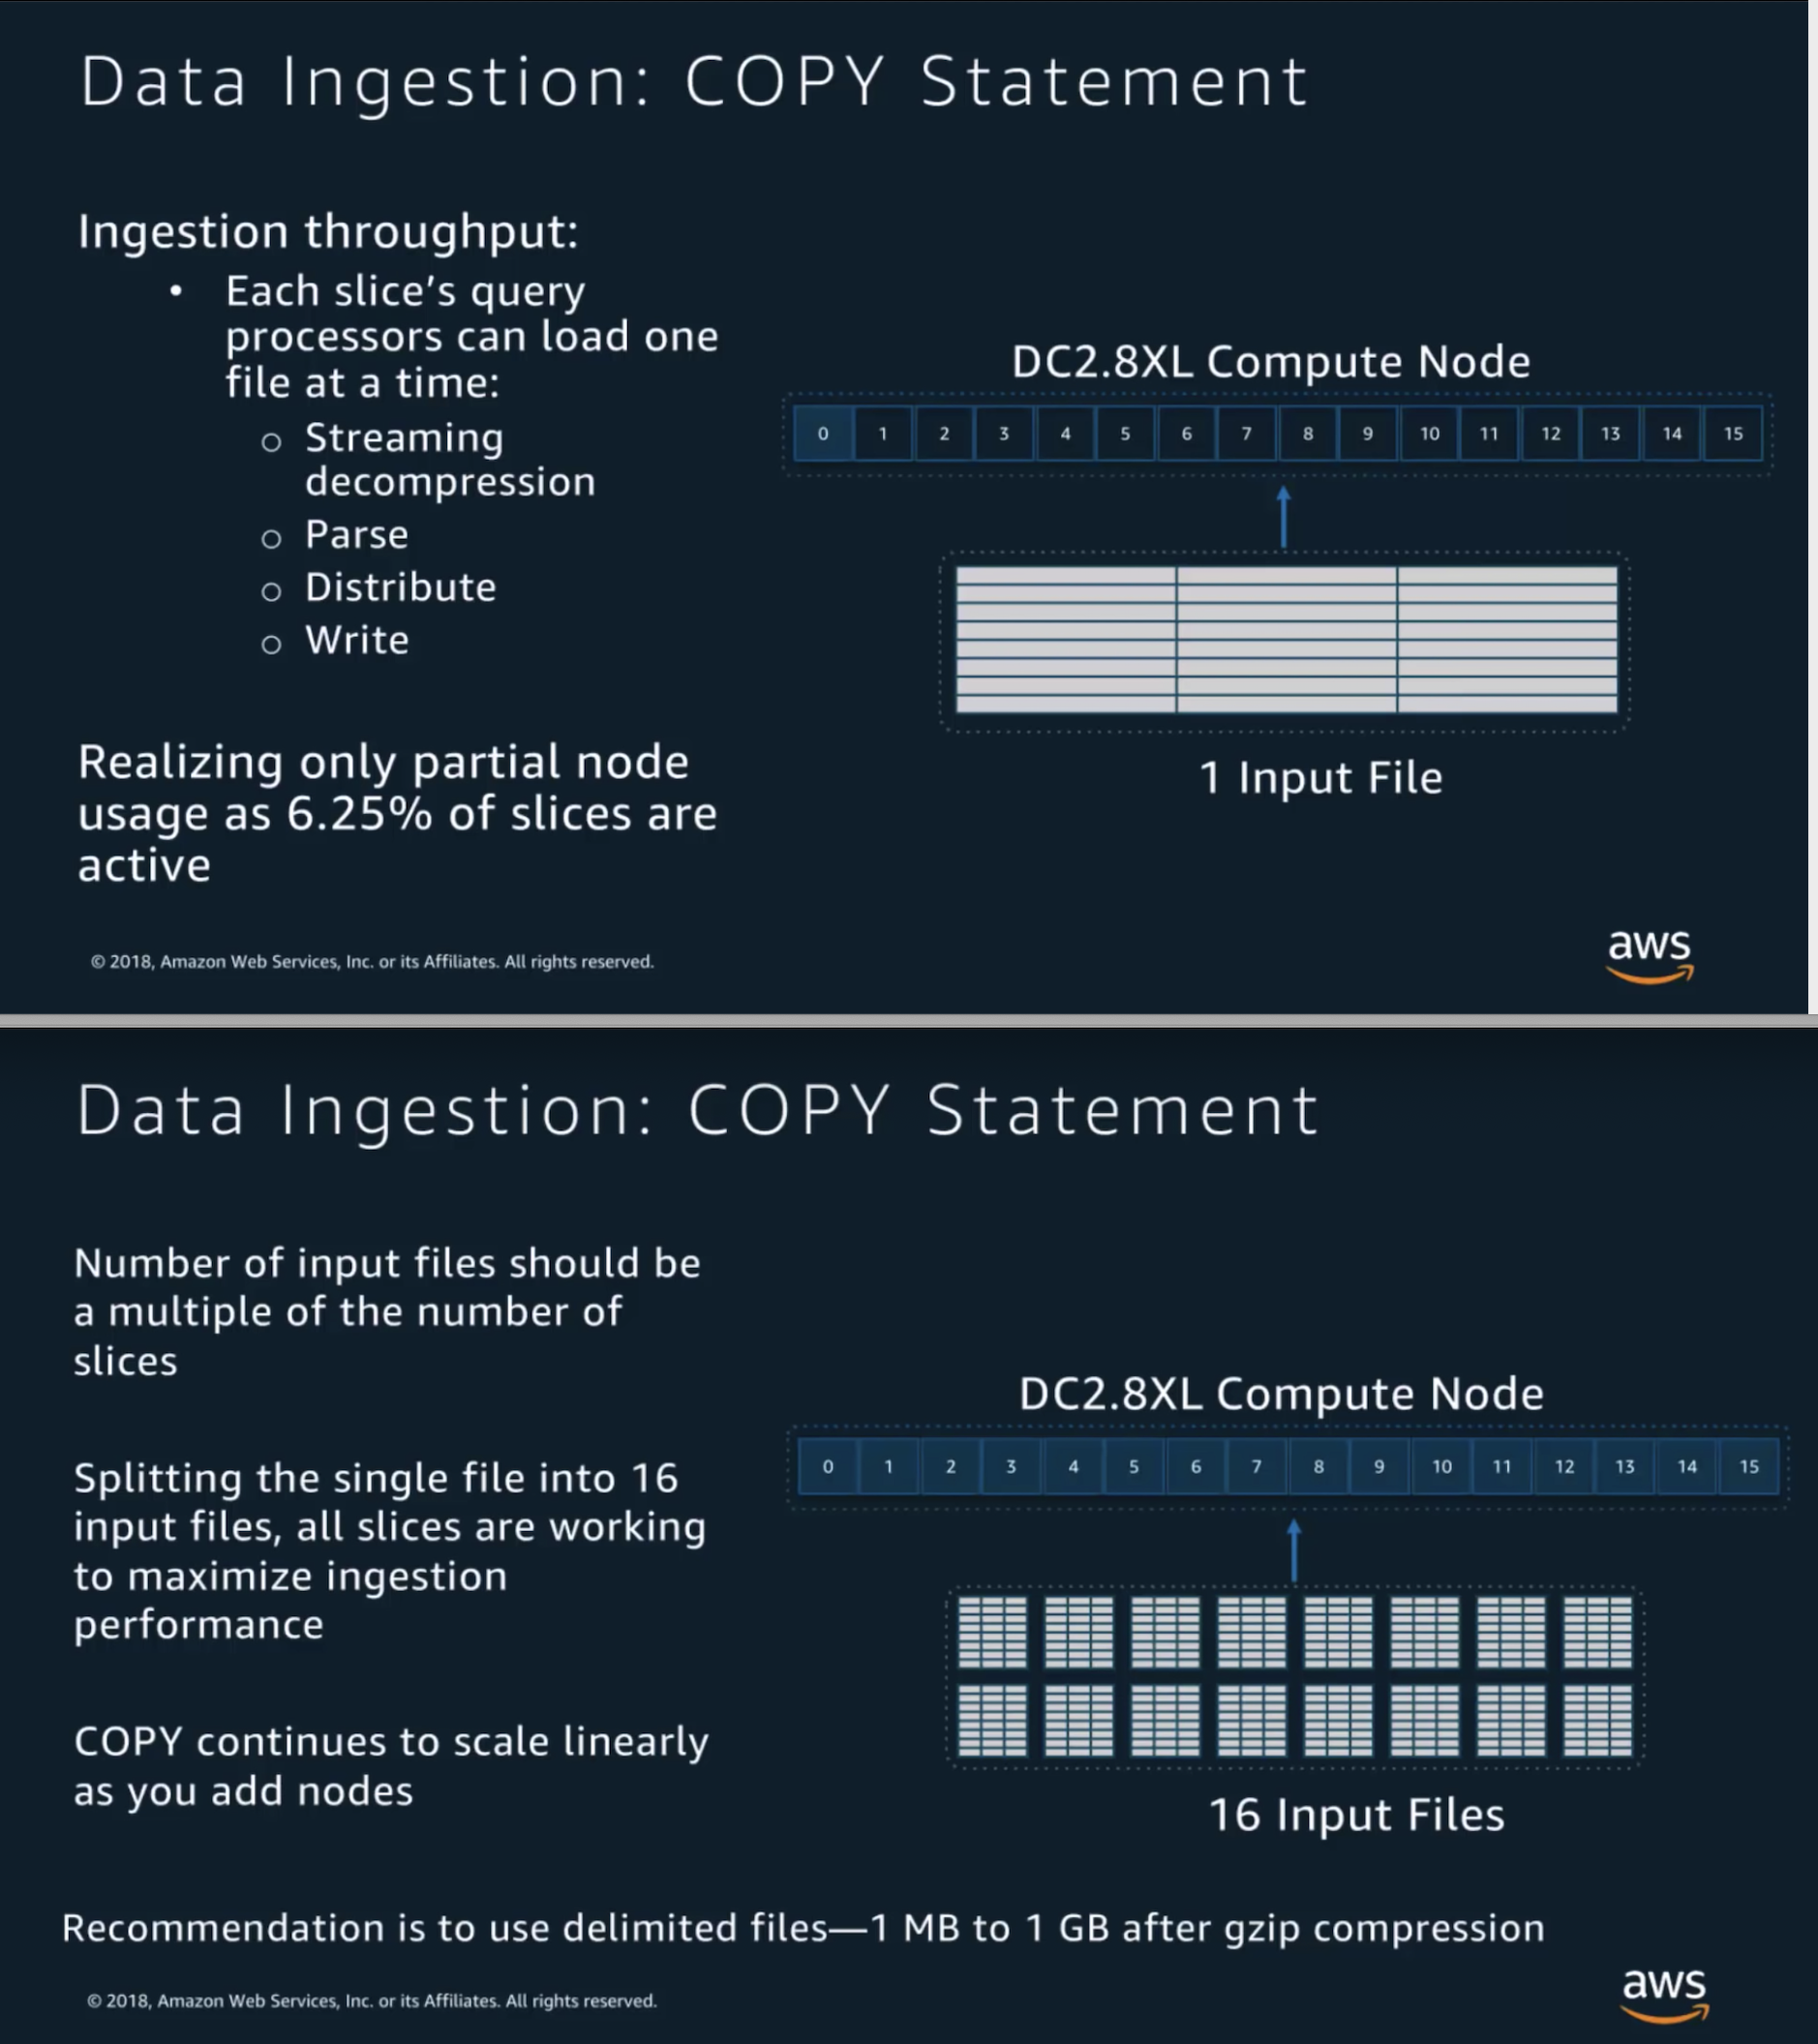 Data Ingestion: COPY Statement
Ingestion throughput:
• Each slice’s query
processors can load one
file at a time:
o Streaming
decompression
o Parse
o Distribute
o Write
Realizing only partial node
usage as 6.25% of slices are
active
DC2.8XL Compute Node
0 1 2 3 4 5 6 7 8 9 10 11 12 13 14 15
1 Input File
© 2018, Amazon Web Services, Inc. or its Affiliates. All rights reserved.
aws
Data Ingestion: COPY Statement
Number of input files should be
a multiple of the number of
slices
Splitting the single file into 16
input files, all slices are working
to maximize ingestion
performance
COPY continues to scale linearly
as you add nodes
DC2.8XL Compute Node
0 1 2 3 4 5 6 7 8 9 10 11 12 13 14 15
16 Input Files
Recommendation is to use delimited files—1 MB to 1 GB after gzip compression
© 2018, Amazon Web Services, Inc. or its Affiliates. All rights reserved.
aws